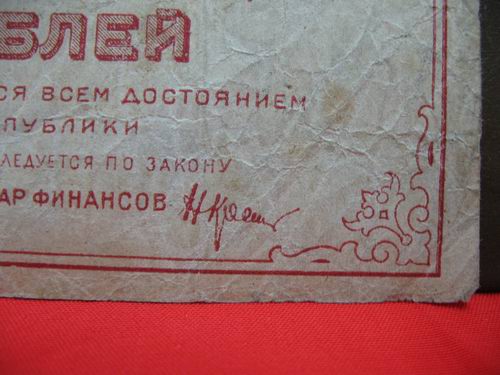 БЛЕЙ
СЯ ВСЕМ ДОСТОЯНИЕМ
ПУБЛИКИ
ЛЕДУЕТСЯ ПО ЗАКОНУ
АР ФИНАНСОВ